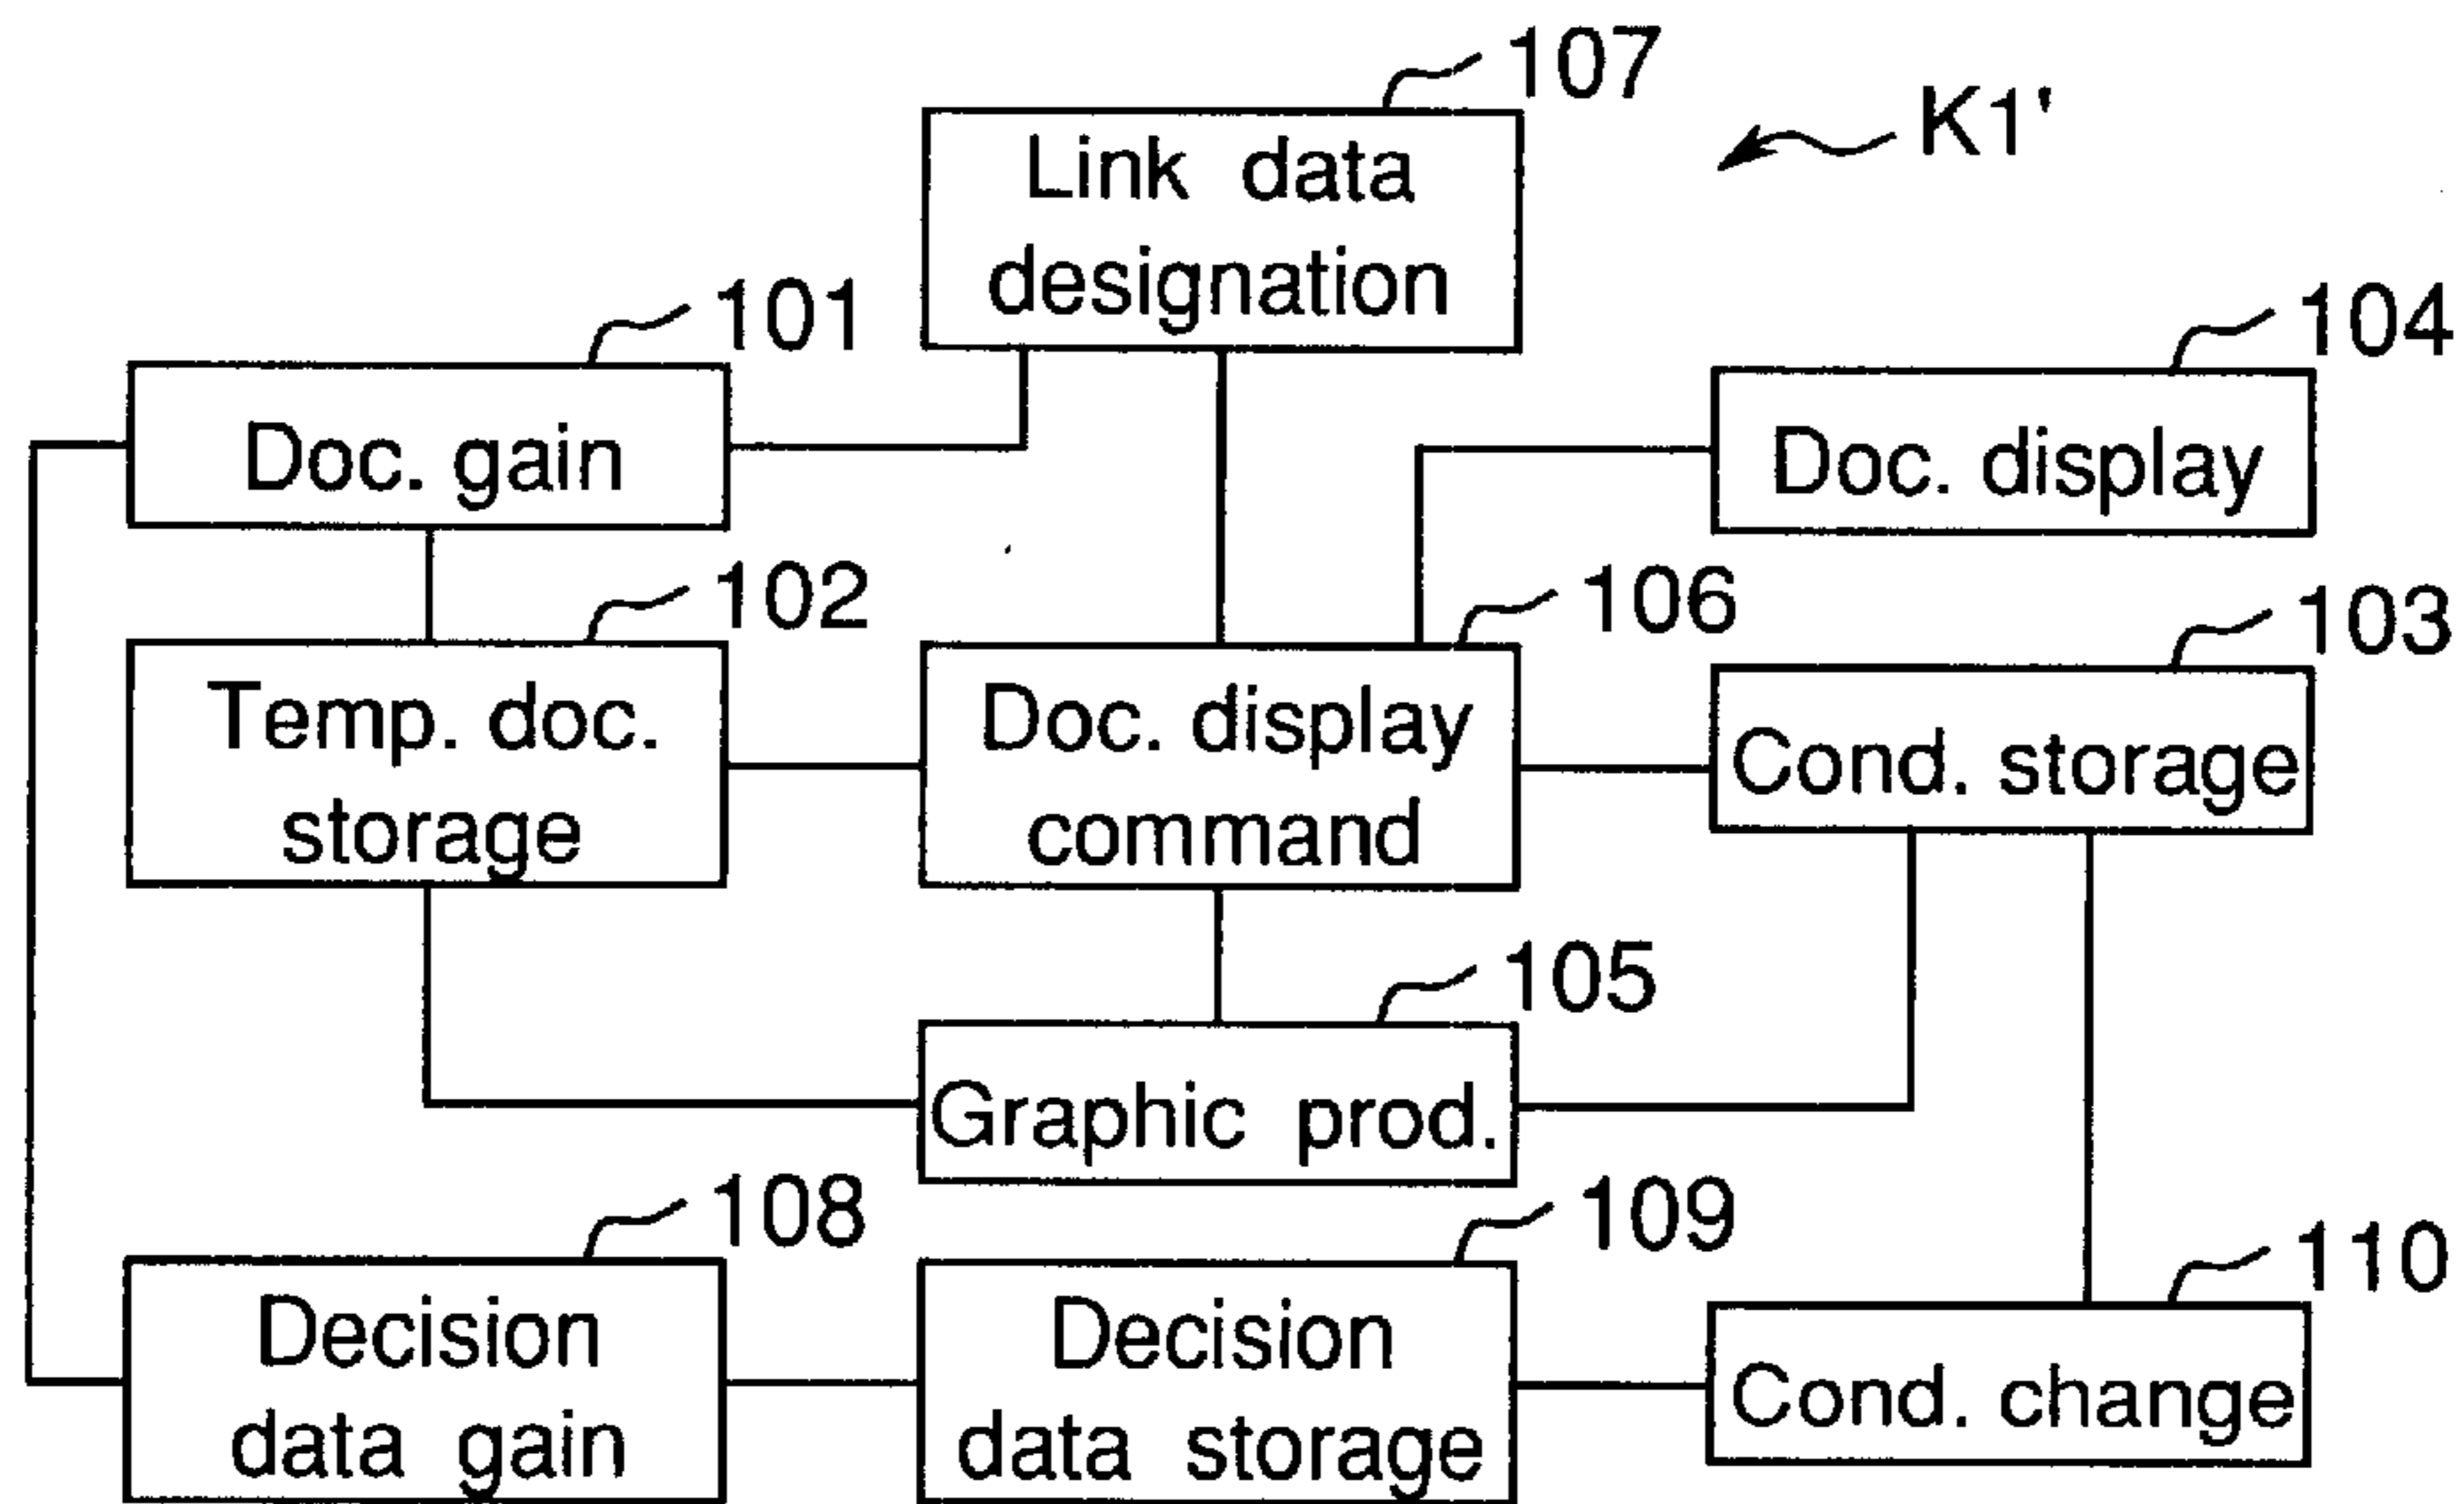 107
K1'
Link data
designation
101
104
Doc. gain
Doc. display
102
106
103
Temp. doc.
storage
Doc. display
command
Cond. storage
105
Graphic prod.
108
109
110
Decision
data gain
Decision
data storage
Cond. change